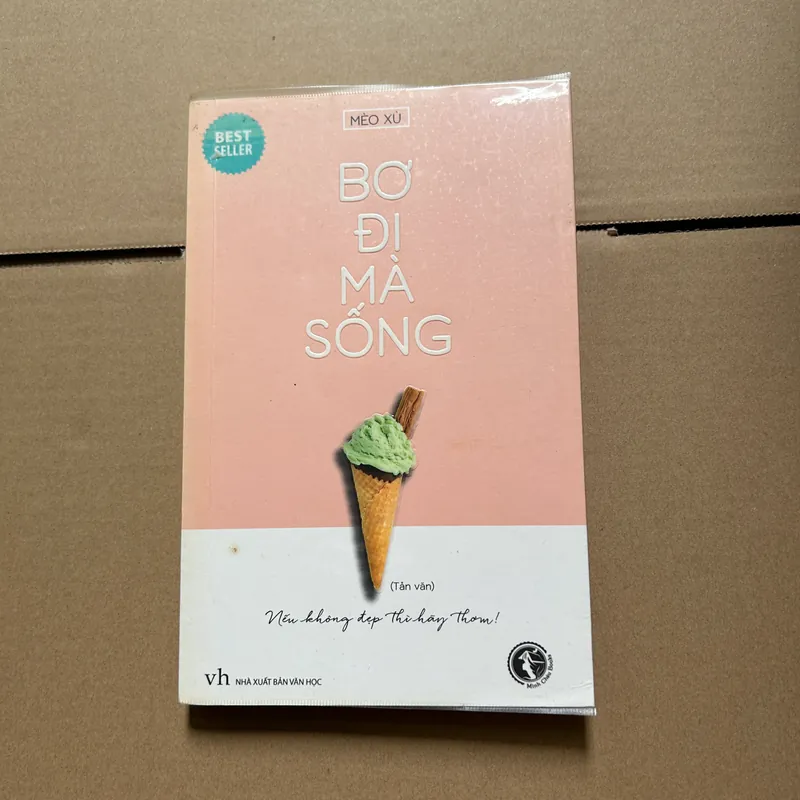 BEST
SELLER
MÈO XÙ
BƠ
ĐI
MÀ
SỐNG
(Tản văn)
Nếu không đẹp thì hãy thơm!
vh NHÀ XUẤT BẢN VĂN HỌC
Minh Châu Books